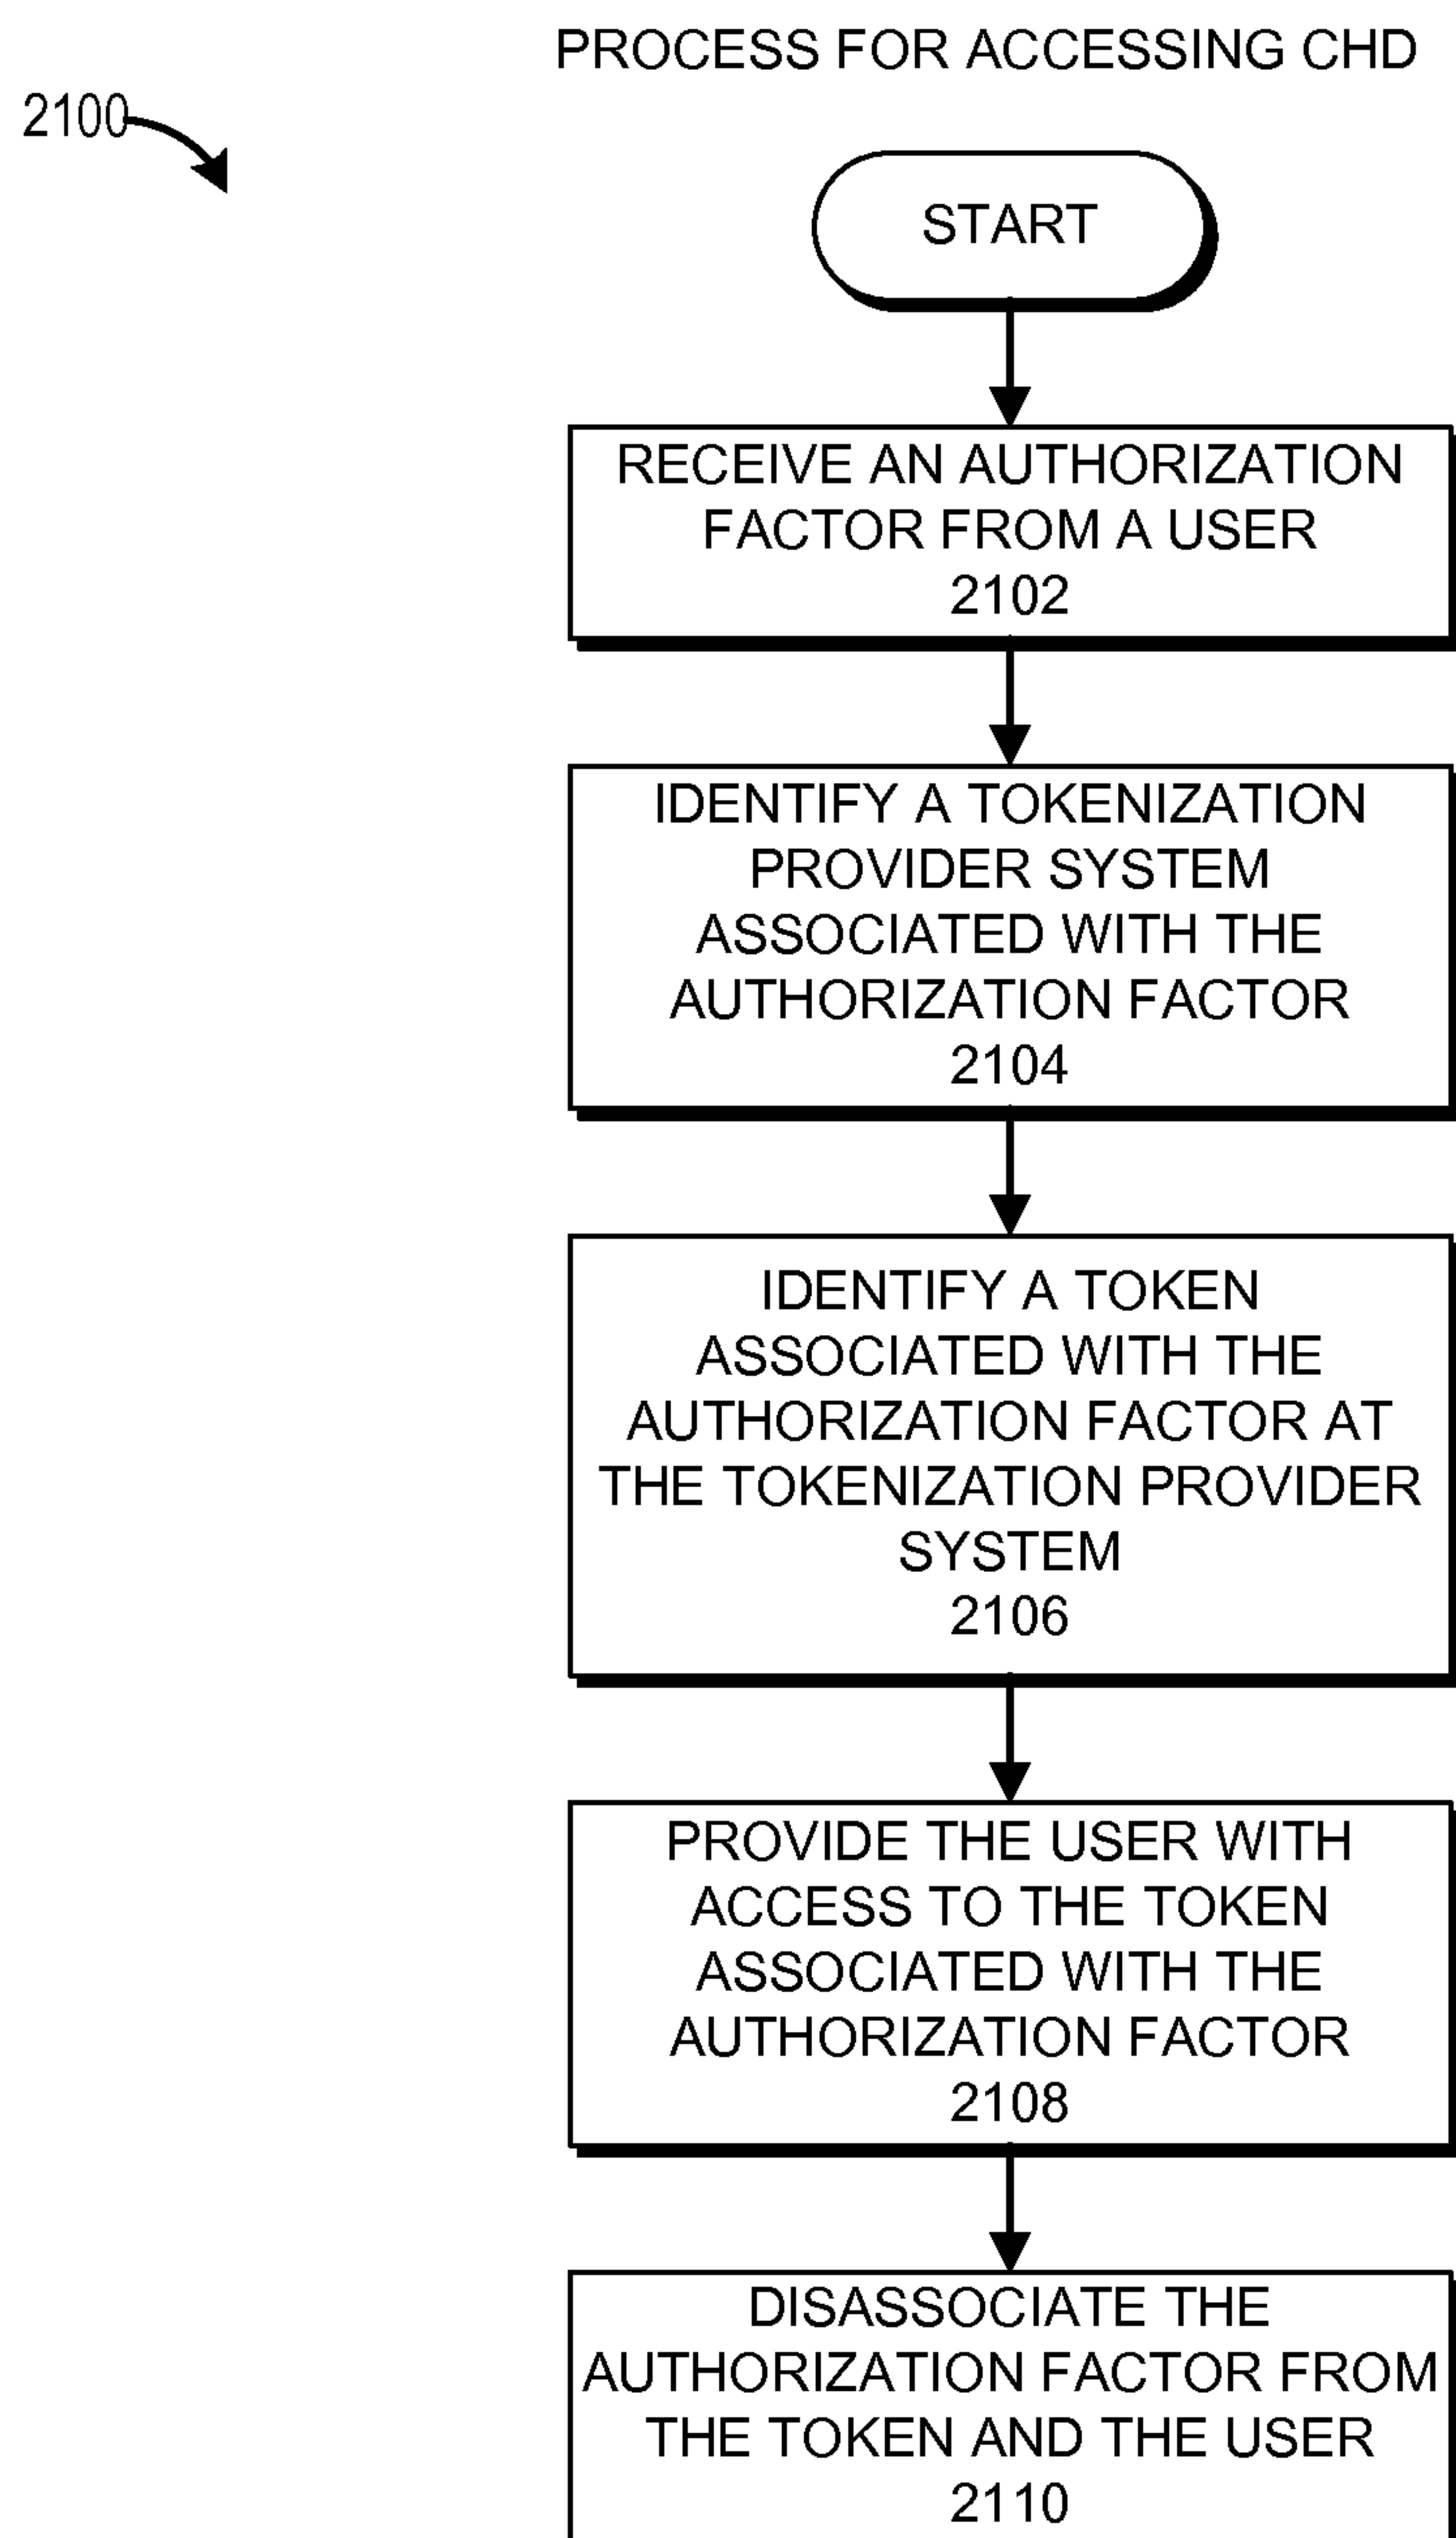 PROCESS FOR ACCESSING CHD
2100
START
RECEIVE AN AUTHORIZATION
FACTOR FROM A USER
2102
IDENTIFY A TOKENIZATION
PROVIDER SYSTEM
ASSOCIATED WITH THE
AUTHORIZATION FACTOR
2104
IDENTIFY A TOKEN
ASSOCIATED WITH THE
AUTHORIZATION FACTOR AT
THE TOKENIZATION PROVIDER
SYSTEM
2106
PROVIDE THE USER WITH
ACCESS TO THE TOKEN
ASSOCIATED WITH THE
AUTHORIZATION FACTOR
2108
DISASSOCIATE THE
AUTHORIZATION FACTOR FROM
THE TOKEN AND THE USER
2110